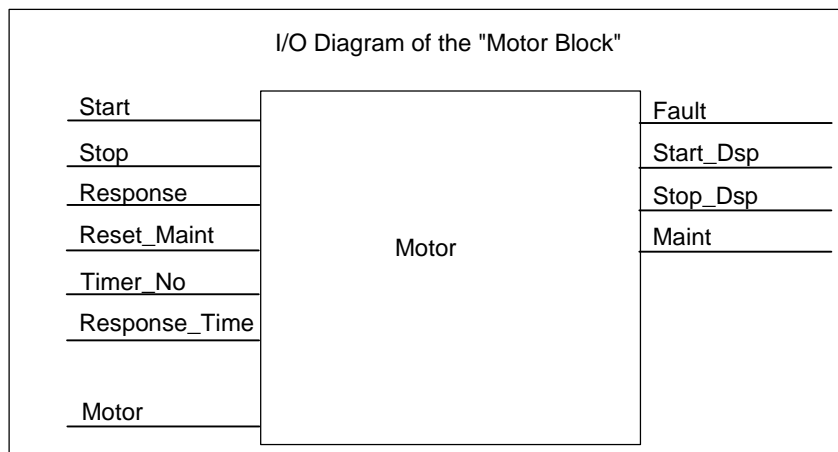 I/O Diagram of the "Motor Block"
Start
Stop
Response
Reset_Maint
Timer_No
Response_Time
Motor
Motor
Fault
Start_Dsp
Stop_Dsp
Maint